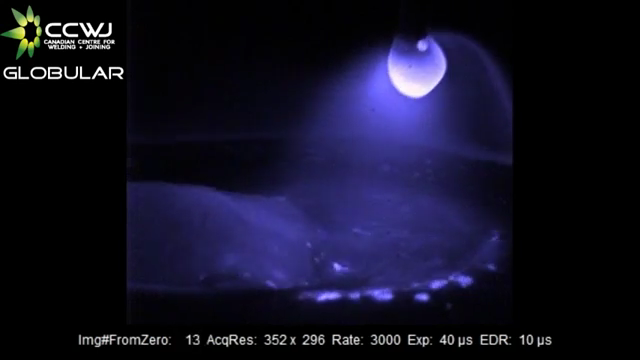 CCWJ
CANADIAN CENTRE FOR
WELDING + JOINING
GLOBULAR
Img#FromZero: 13 AcqRes: 352 x 296 Rate: 3000 Exp: 40 µs EDR: 10 µs